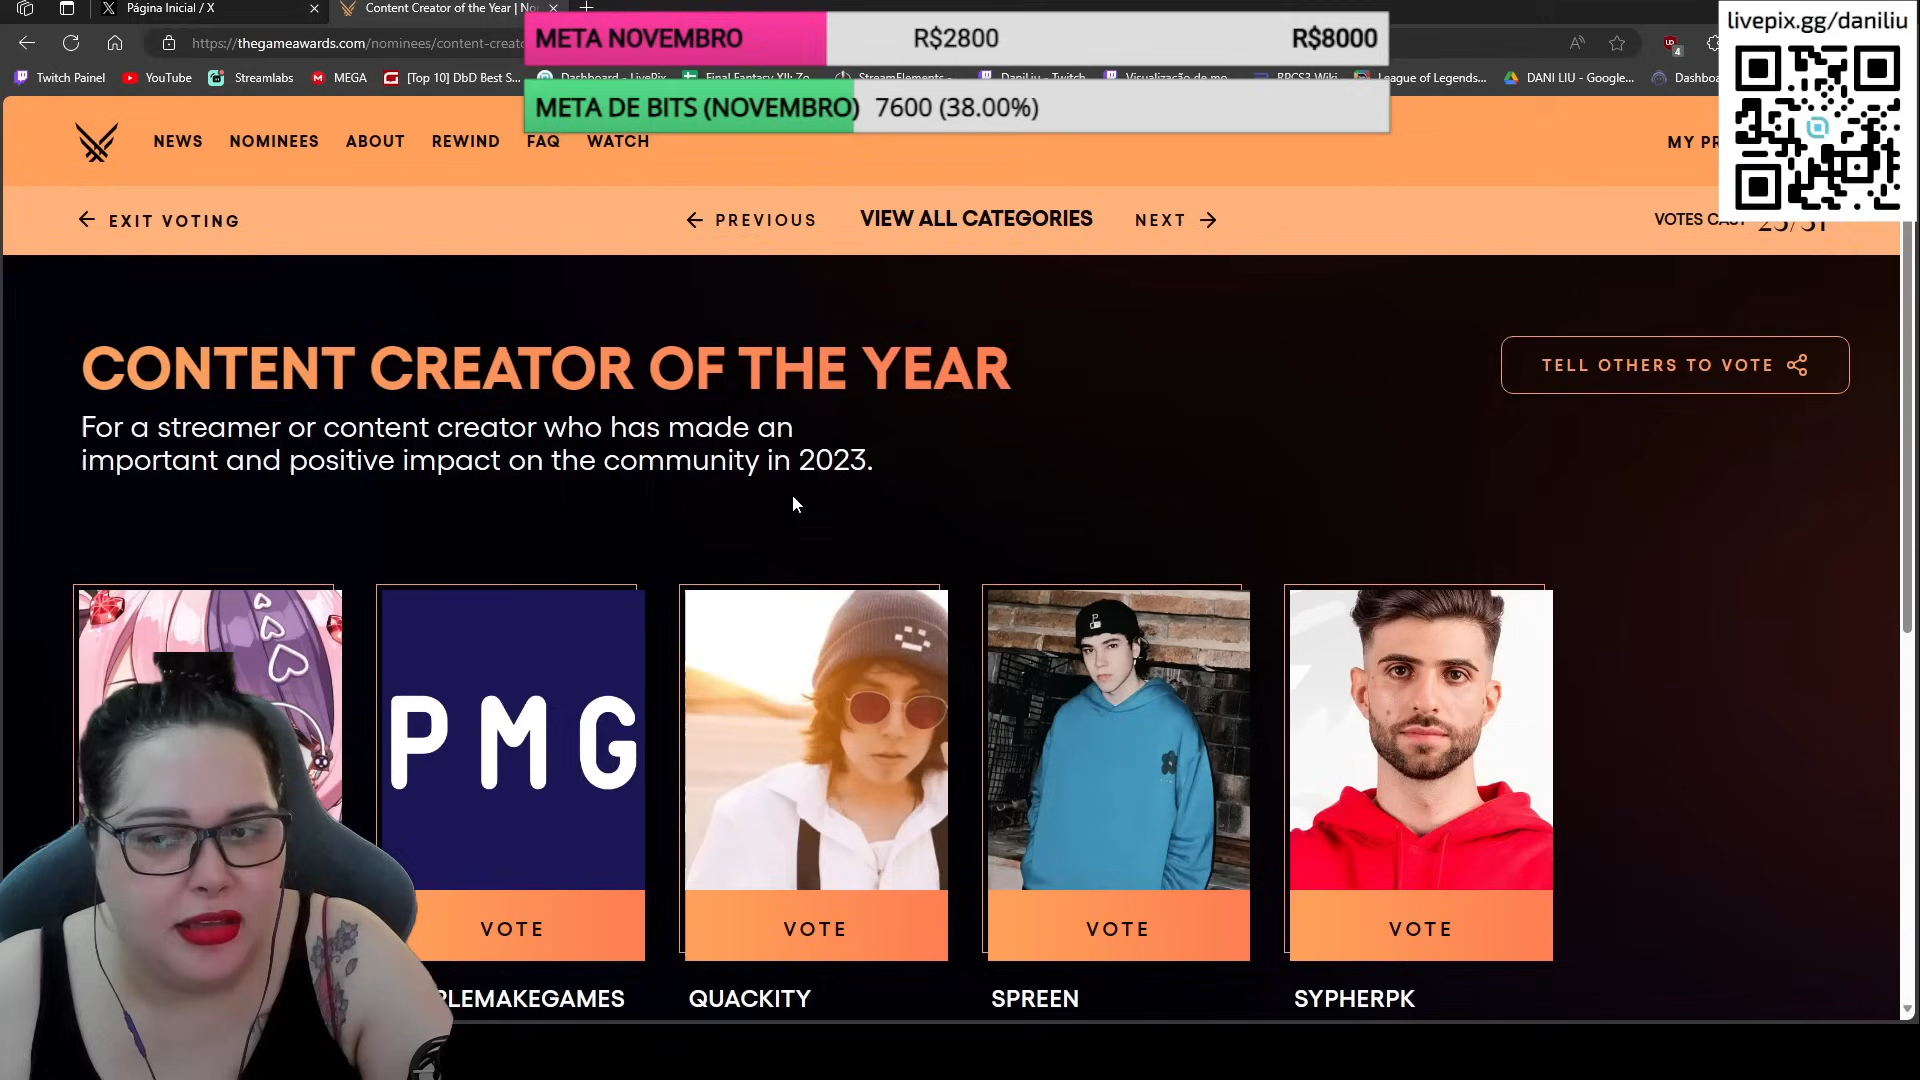 Página Inicial / X
Content Creator of the Year | No
https://thegameawards.com/nominees/content-creato
META NOVEMBRO R$2800 R$8000
livepix.gg/daniliu
Twitch Painel
YouTube
Streamlabs
MEGA
[Top 10] DbD Best S...
Dashboard - LivePix
Final Fantasy XI: Zo...
StreamElements -
DaniLiu - Twitch
Visualização de mo...
RPCS3 Wiki
League of Legends...
DANI LIU - Google...
Dashboa
META DE BITS (NOVEMBRO) 7600 (38.00%)
NEWS NOMINEES ABOUT REWIND FAQ WATCH
MY PR
EXIT VOTING
PREVIOUS VIEW ALL CATEGORIES NEXT
VOTES CAST
CONTENT CREATOR OF THE YEAR
TELL OTHERS TO VOTE
For a streamer or content creator who has made an
important and positive impact on the community in 2023.
PMG
VOTE VOTE VOTE VOTE
PLEMAKEGAMES QUACKITY SPREEN SYPHERPK